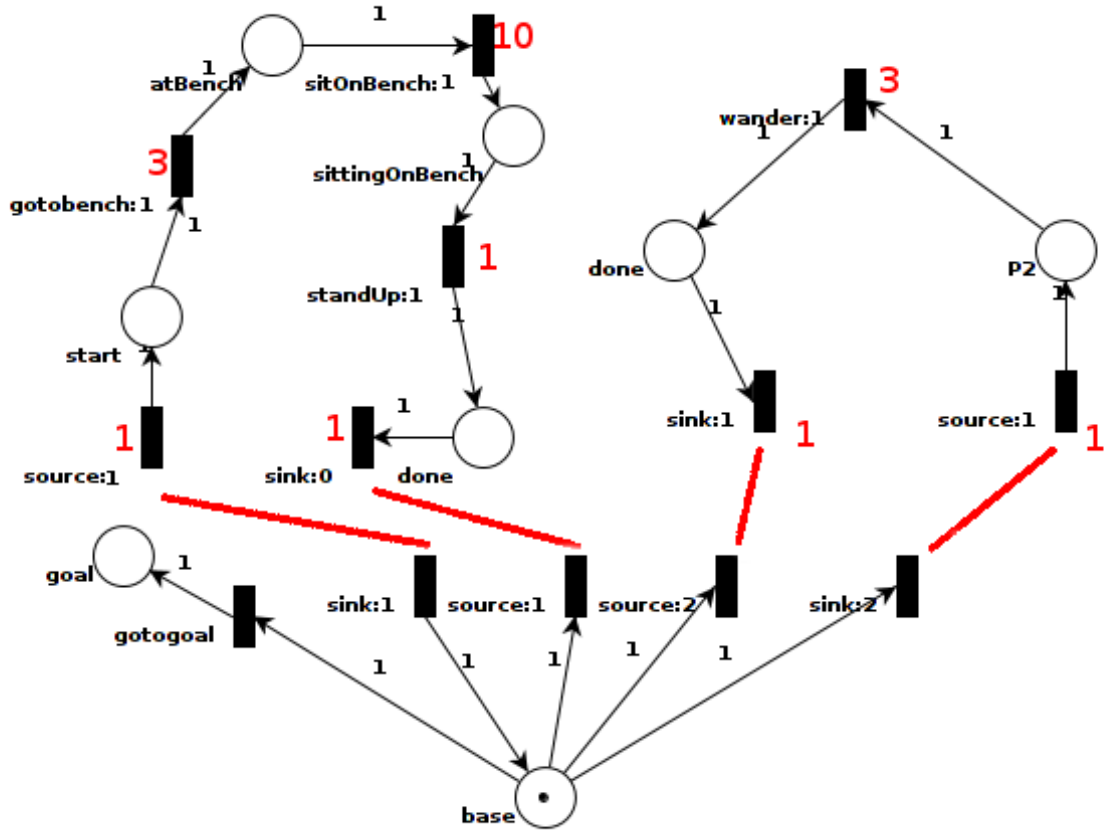 1
10
1
atBench
sitOnBench:1
3
wander:1
1
1
3
1
sittingOnBench
gotobench:1
1
done
P2
1
standUp:1
1
1
1
start
1
1
1
sink:1
source:1
1
1
1
source:1
sink:0
done
1
goal
sink:1
source:1
source:2
sink:2
gotogoal
1
1
1
1
1
base